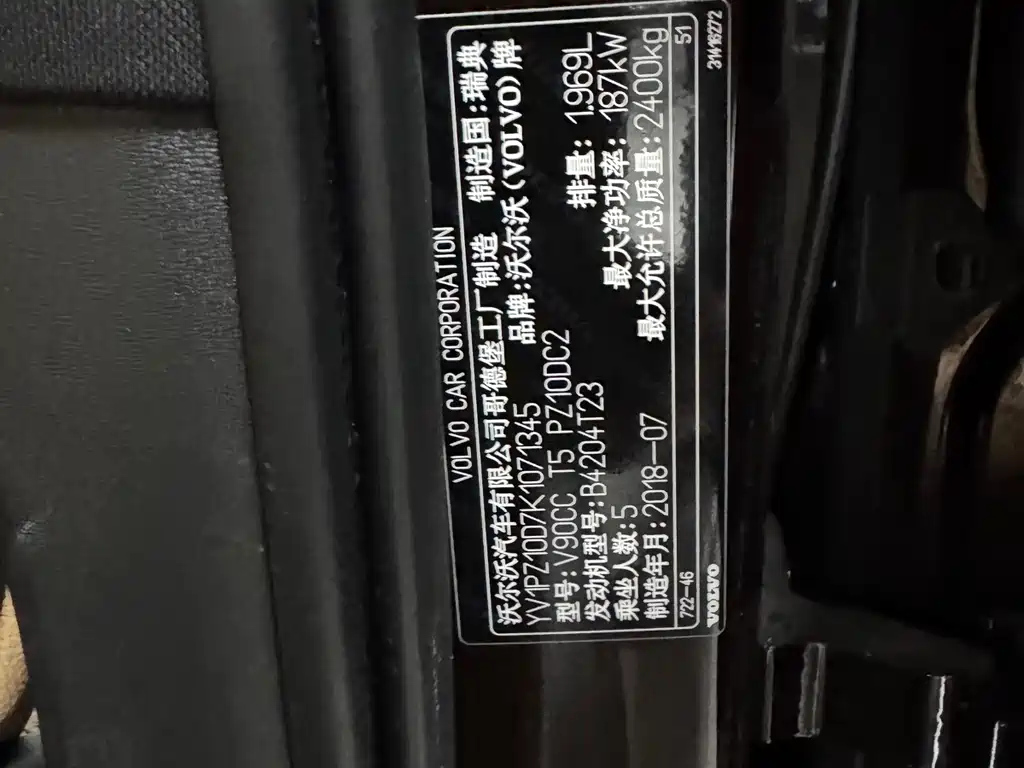 VOLVO CAR CORPORATION
沃尔沃汽车有限公司哥德堡工厂制造 制造国:瑞典
YV1PZ10D7K1071345 品牌:沃尔沃(VOLVO)牌
型号:V90CC T5 PZ10DC2
发动机型号:B4204T23 排量: 1.969L
乘坐人数:5 最大净功率: 187kW
制造年月:2018-07 最大允许总质量:2400kg
722-46 51
VOLVO 31416272